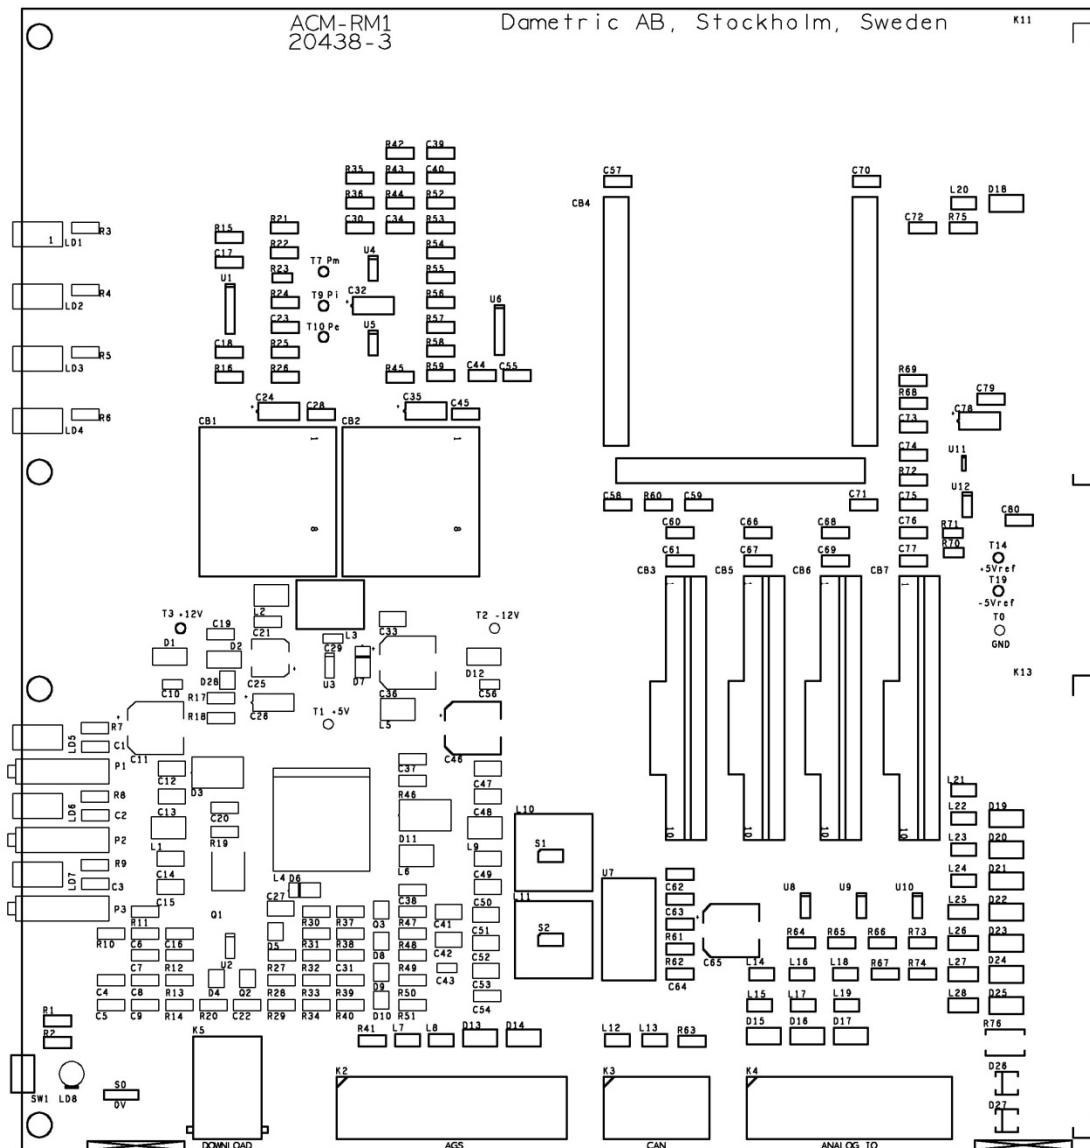 ACM-RM1 Dametric AB, Stockholm, Sweden K11
20438-3
R42 C39
R35 R43 C40 C57 C70
R36 R44 R52 CB4 L20 D18
R21 C30 C34 R53 C72 R75
R15 R3
1 LD1
R22 U4 R54
C17 T7 Pm
U1 R23 R55
R4
LD2
R24 T9 Pi C32 R56 U6
C23 T10 Pe U5 R57
C18 R25 R58
R5
LD3
R16 R26 R45 R59 C44 C55
R69
C24 C28 C35 C45 R68 C79
R6 C73 C78
LD4
CB1 CB2
1 1
C74 U11
R72
U12
C58 R60 C59 C71 C75
C80
8 8
C60 C66 C68 C76 R71
C61 C67 C69 C77 R70
CB3 CB5 CB6 CB7
T14
+5Vref
T19
-5Vref
L2 T0
GND
T3 +12V C19 C21 L3 C33 T2 -12V
D1 D2 C29
C25 U3 D7 D12 K13
D28 C10 C36 C56
R17
R18 C26 T1 +5V L5
R7
LD5 C1 C11 C46
P1 C12 D3 C37
R8 R46 C47 L21
LD6 C2 C13 C20 L10 L22 D19
P2 R19 D11 C48 S1 L23 D20
L1 L9
R9 L4 D6 L6 L24 D21
LD7 C3 C14 C49 L11 U7 C62 U8 U9 U10
P3 C15 Q1 C27 C38 C50 C63 L25 D22
R11 R30 R37 Q3 R47 C41
R10 C6 C16 U2 D5 R31 R38 D8 R48 C42 C51 S2 R61 C65 R64 R65 R66 R73 L26 D23
C7 R12 R27 R32 C31 R49 C43 C52 R62 L14 L16 L18 R67 R74 L27 D24
C4 C8 R13 D4 Q2 R28 R33 R39 D9 R50 C53 C64
C5 C9 R14 R20 C22 R29 R34 R40 D10 R51 C54 L15 L17 L19 L28 D25
R1 D15 D16 D17 R76
R2 K5 R41 L7 L8 D13 D14 L12 L13 R63
SW1 LD8 S0 K2 K3 K4 D26
0V D27
DOWNLOAD AGS CAN ANALOG IO
10 10 10 10